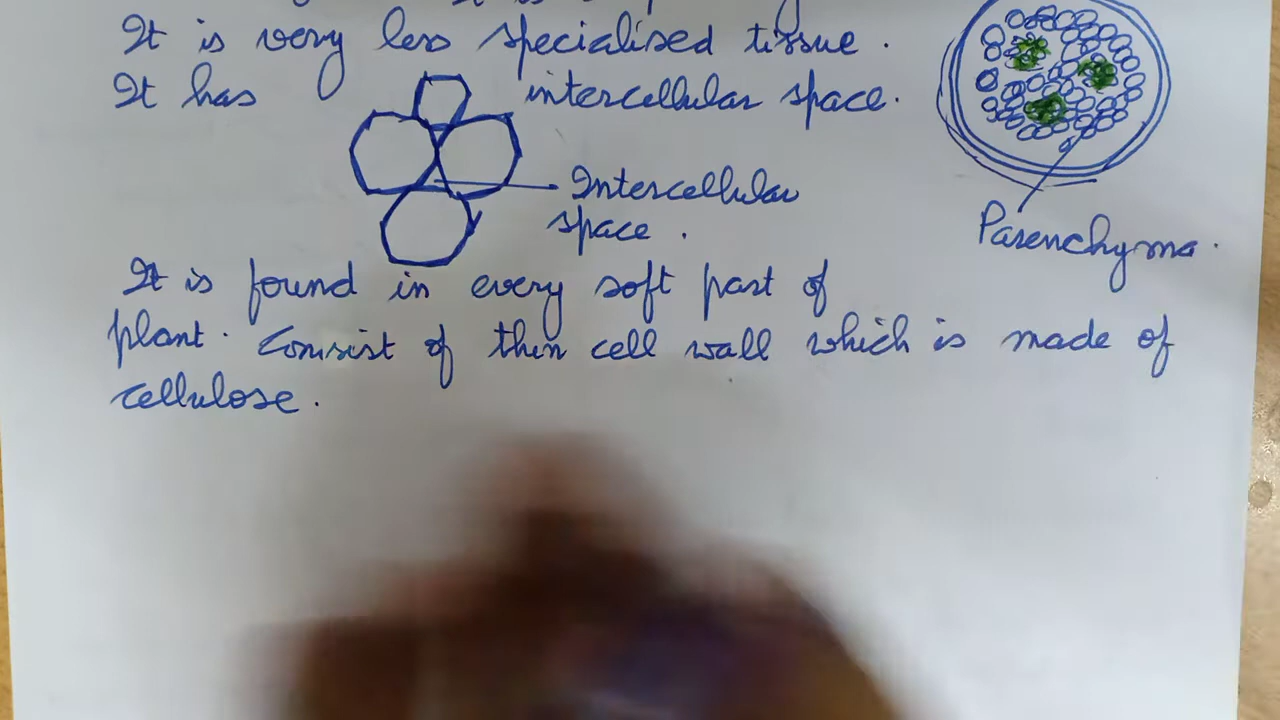 It is very less specialised tissue.
It has intercellular space.
Intercellular
space.
Parenchyma.
It is found in every soft part of
plant. Consist of thin cell wall which is made of
cellulose.